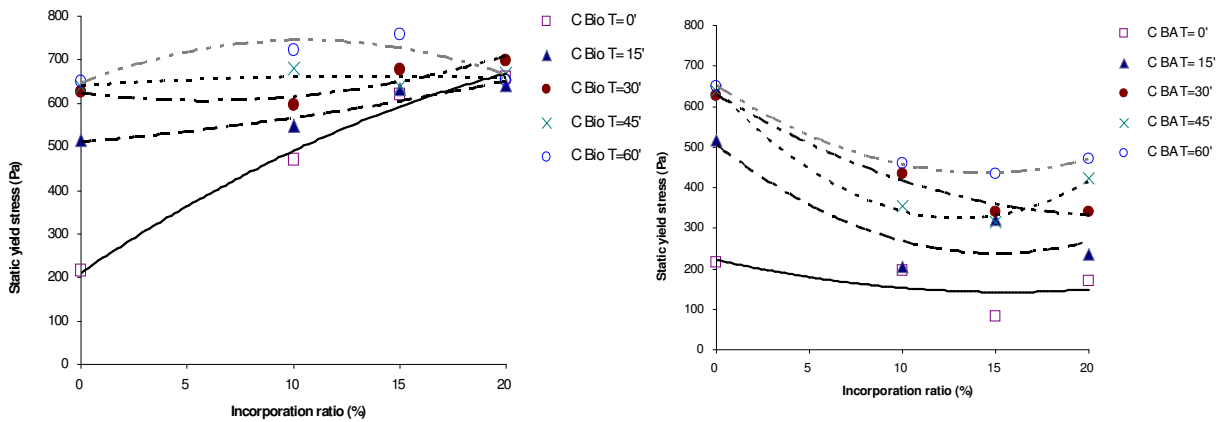 800
700
600
500
400
300
200
100
0
0
5
10
15
20
Static yield stress (Pa)
Incorporation ratio (%)
C Bio T= 0'
C Bio T= 15'
C Bio T=30'
C Bio T=45'
C Bio T=60'
800
700
600
500
400
300
200
100
0
0
5
10
15
20
Static yield stress (Pa)
Incorporation ratio (%)
C BA T= 0'
C BA T= 15'
C BA T=30'
C BA T=45'
C BA T=60'